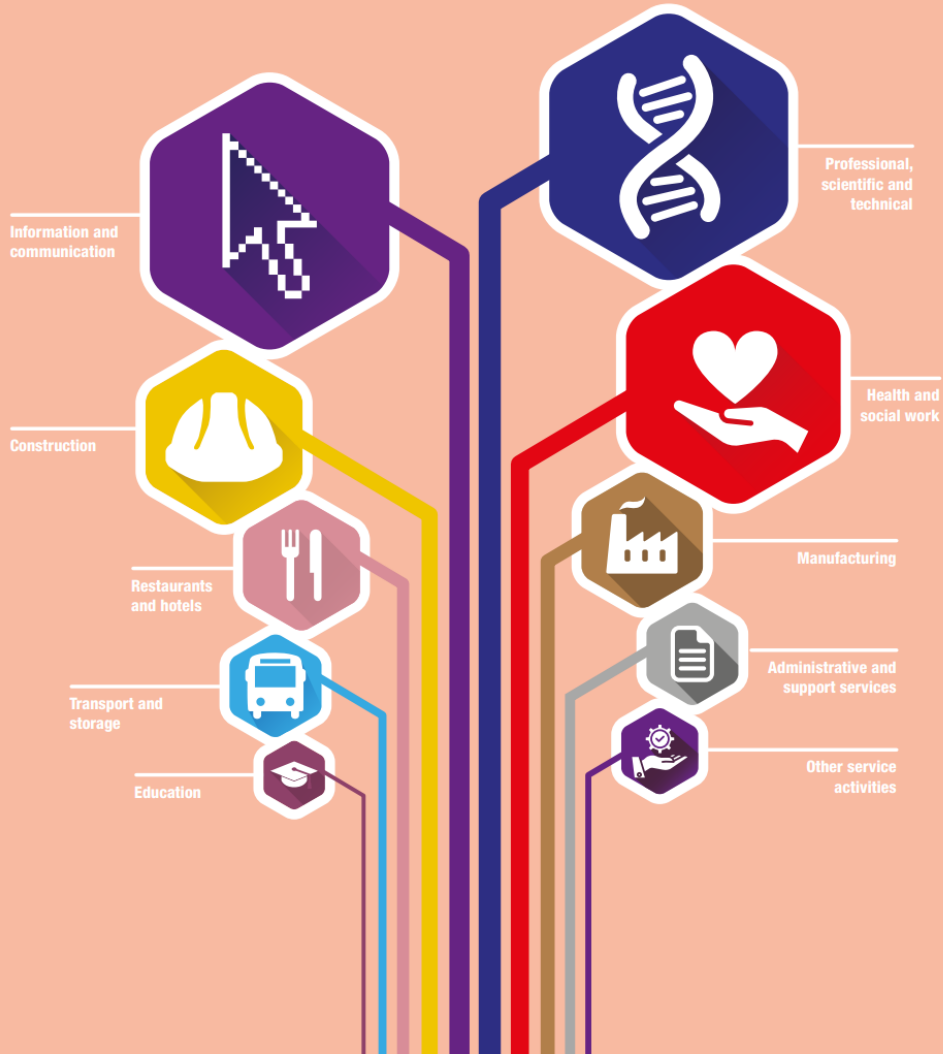 Professional,
scientific and
technical
Information and
communication
Health and
social work
Construction
Manufacturing
Restaurants
and hotels
Administrative and
support services
Transport and
storage
Other service
activities
Education